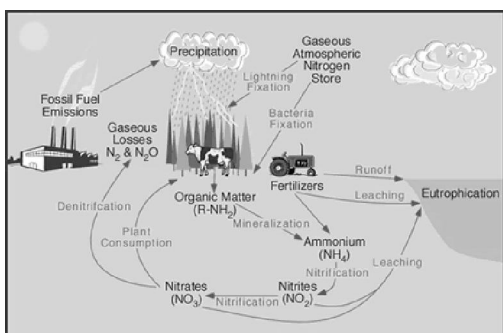 Precipitation
Gaseous
Atmospheric
Nitrogen
Store
Lightning
Fixation
Fossil Fuel
Emissions
Bacteria
Fixation
Gaseous
Losses
N₂ & N₂O
Runoff
Fertilizers
Leaching
Eutrophication
Organic Matter
(R-NH₂)
Denitrifcation
Plant
Consumption
Mineralization
Ammonium
(NH₄)
Nitrification
Leaching
Nitrates
(NO₃)
Nitrification
Nitrites
(NO₂)